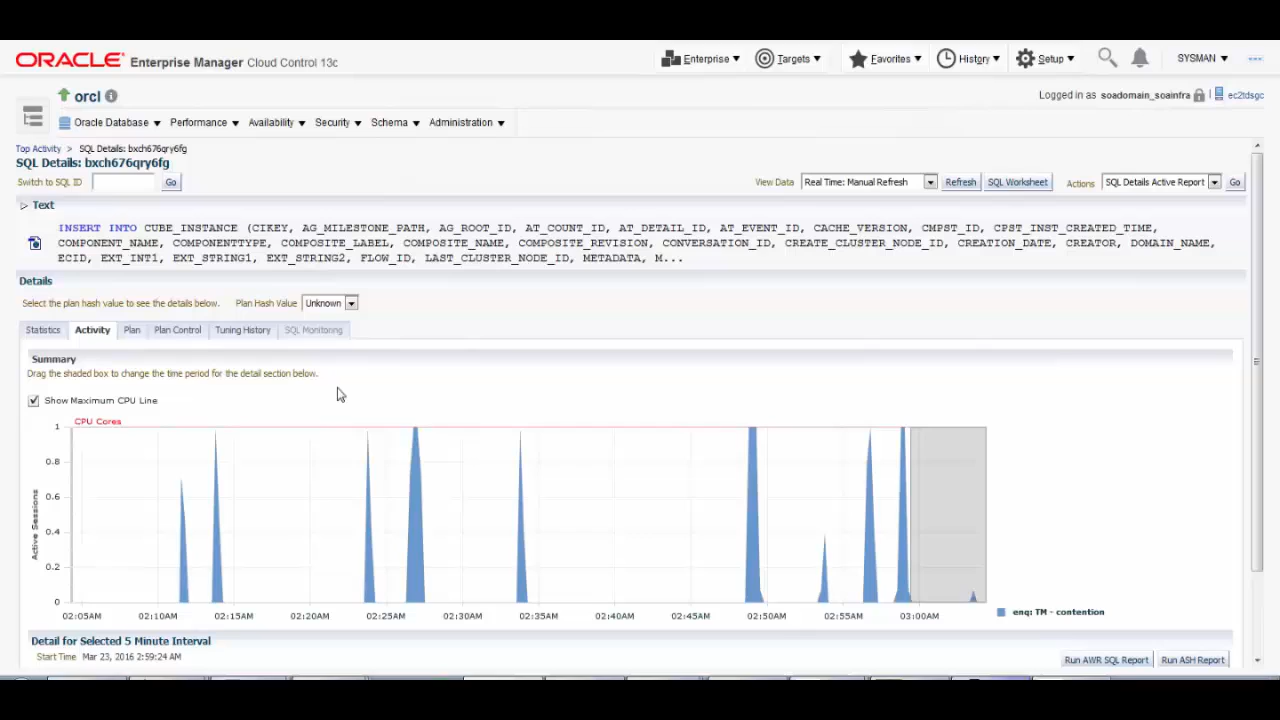 ORACLE Enterprise Manager Cloud Control 13c Enterprise Targets Favorites History Setup SYSMAN
orcl Logged in as soadomain_soainfra ec2tdsgc
Oracle Database Performance Availability Security Schema Administration
Top Activity > SQL Details: bxch676qry6fg
SQL Details: bxch676qry6fg
Switch to SQL ID Go View Data Real Time: Manual Refresh Refresh SQL Worksheet Actions SQL Details Active Report Go
Text
INSERT INTO CUBE_INSTANCE (CIKEY, AG_MILESTONE_PATH, AG_ROOT_ID, AT_COUNT_ID, AT_DETAIL_ID, AT_EVENT_ID, CACHE_VERSION, CMPST_ID, CPST_INST_CREATED_TIME,
COMPONENT_NAME, COMPONENTTYPE, COMPOSITE_LABEL, COMPOSITE_NAME, COMPOSITE_REVISION, CONVERSATION_ID, CREATE_CLUSTER_NODE_ID, CREATION_DATE, CREATOR, DOMAIN_NAME,
ECID, EXT_INT1, EXT_STRING1, EXT_STRING2, FLOW_ID, LAST_CLUSTER_NODE_ID, METADATA, M...
Details
Select the plan hash value to see the details below. Plan Hash Value Unknown
Statistics Activity Plan Plan Control Tuning History SQL Monitoring
Summary
Drag the shaded box to change the time period for the detail section below.
Show Maximum CPU Line
CPU Cores
1
0.8
0.6
0.4
0.2
0
Active Sessions
02:05AM 02:10AM 02:15AM 02:20AM 02:25AM 02:30AM 02:35AM 02:40AM 02:45AM 02:50AM 02:55AM 03:00AM
enq: TM - contention
Detail for Selected 5 Minute Interval
Start Time Mar 23, 2016 2:59:24 AM Run AWR SQL Report Run ASH Report